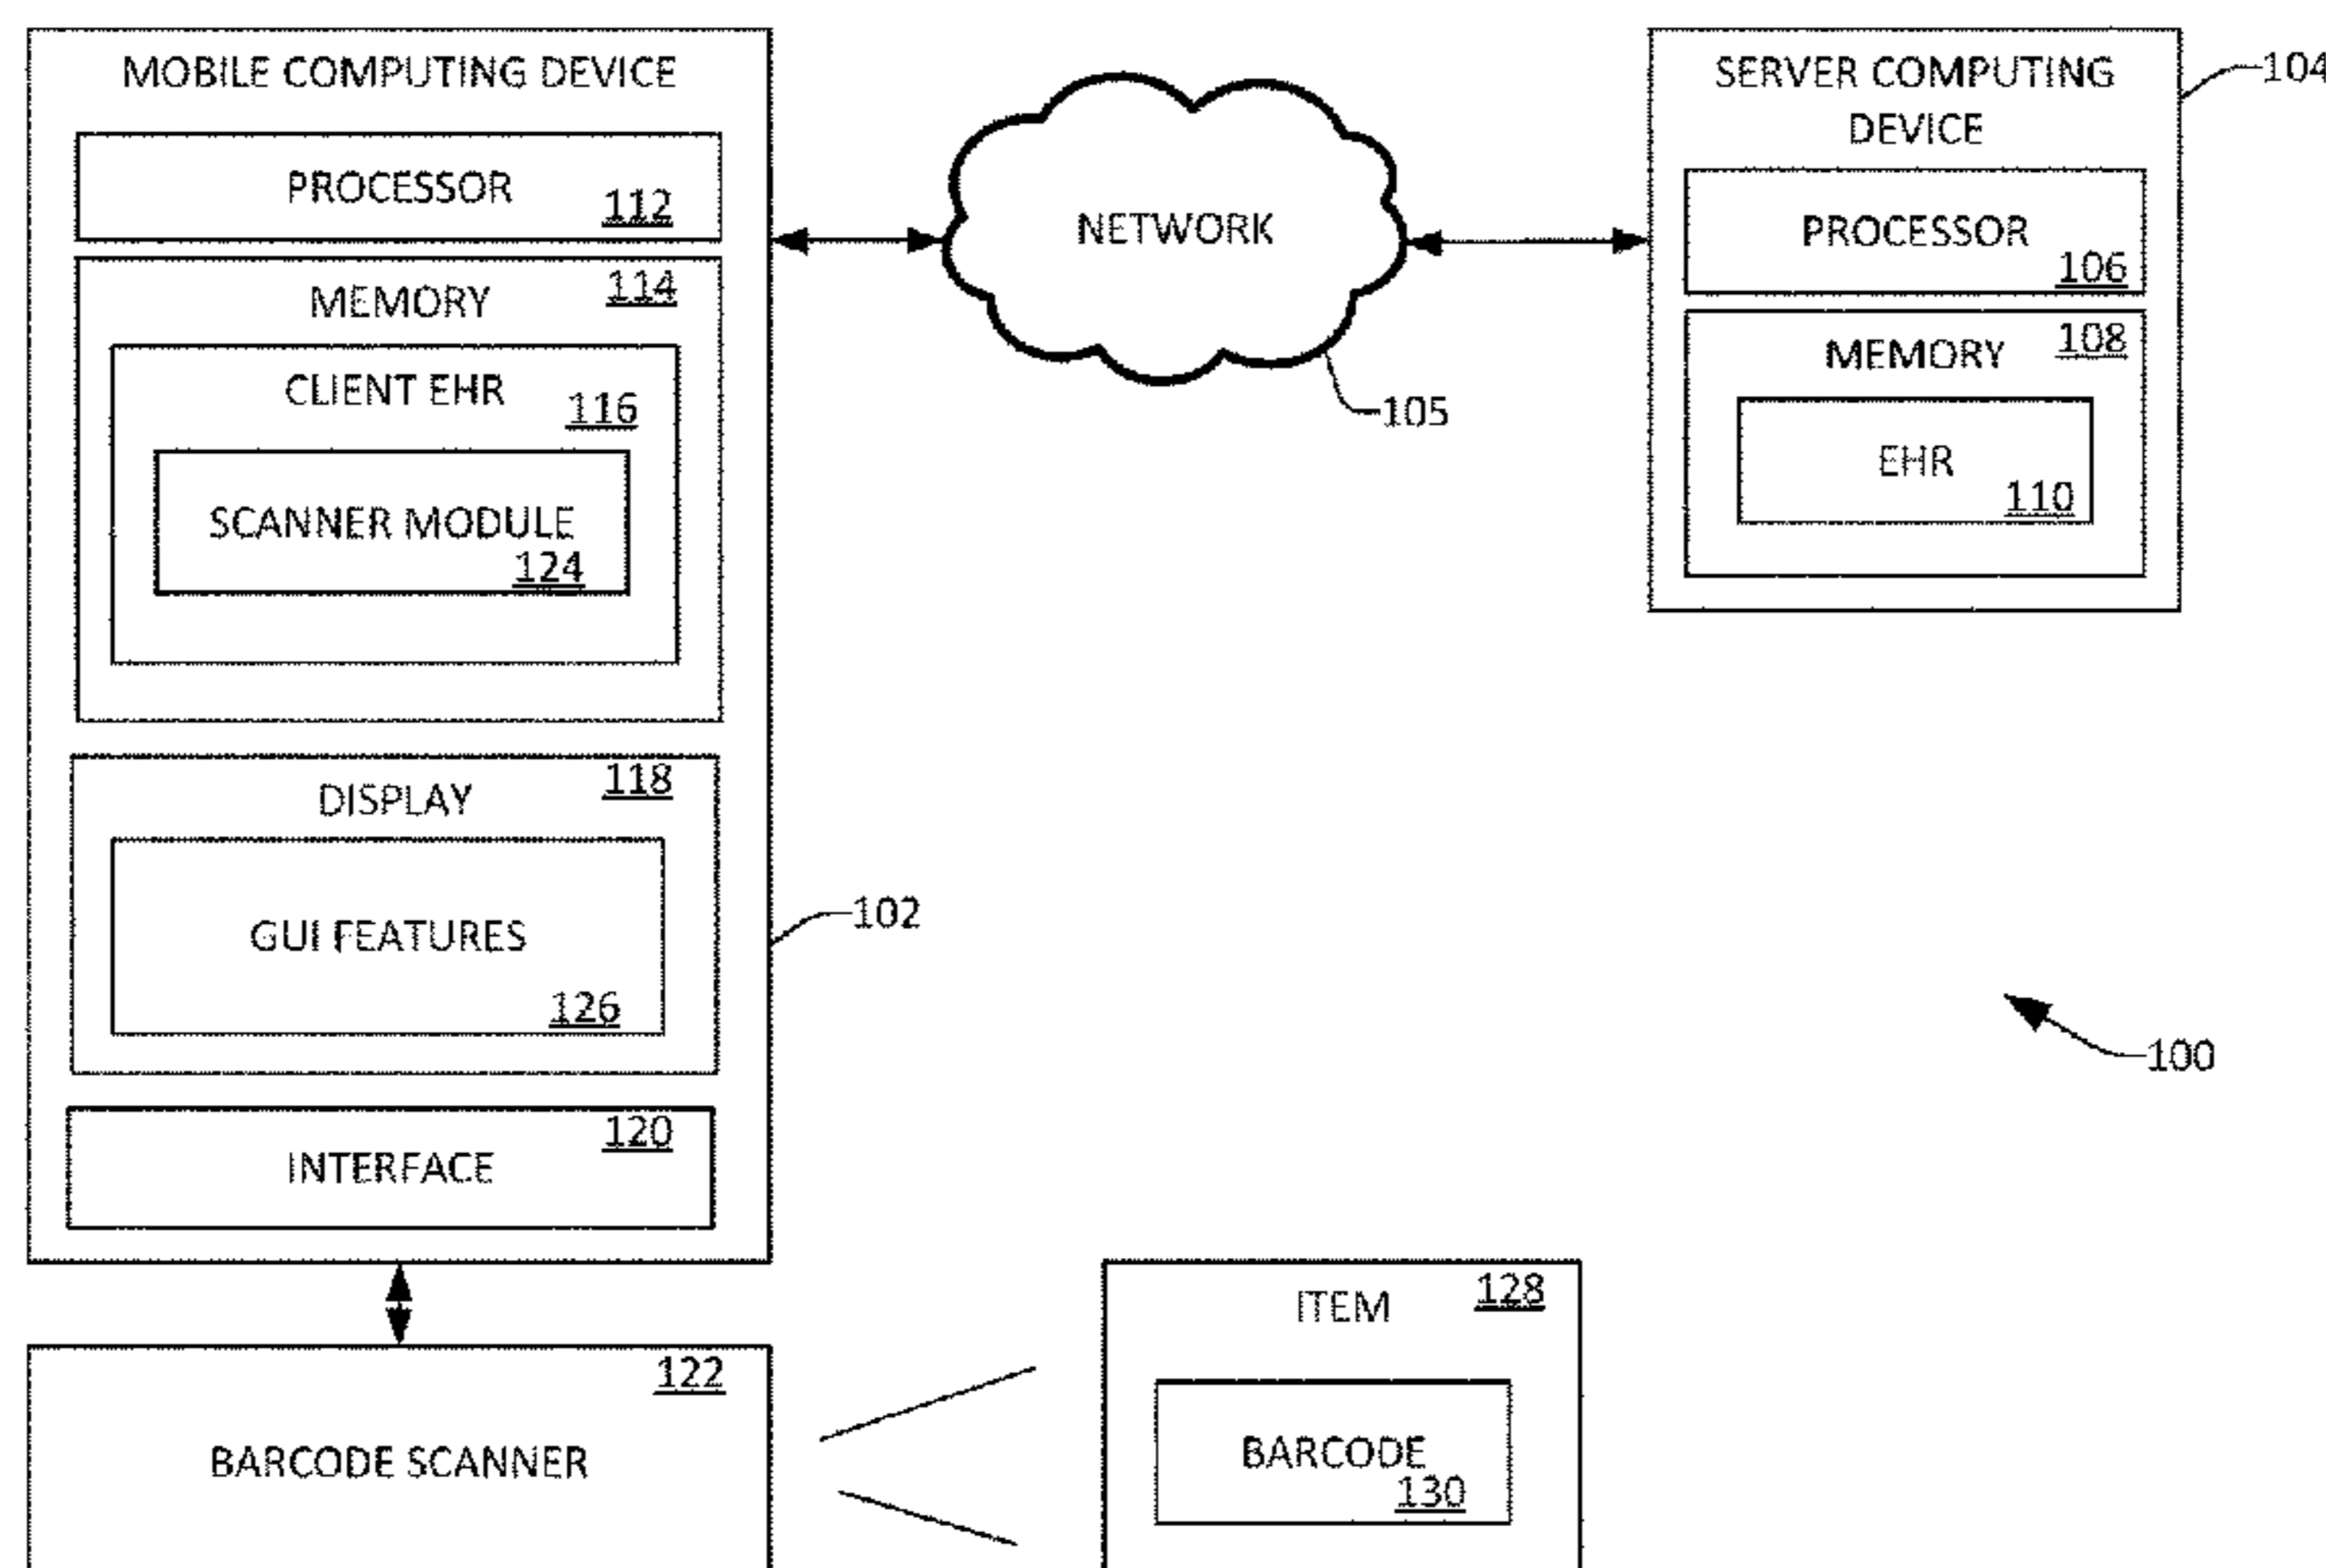 MOBILE COMPUTING DEVICE
PROCESSOR
112
MEMORY
114
CLIENT EHR
116
SCANNER MODULE
124
DISPLAY
118
GUI FEATURES
126
INTERFACE
120
102
NETWORK
105
SERVER COMPUTING
DEVICE
104
PROCESSOR
106
MEMORY
108
EHR
110
100
BARCODE SCANNER
122
ITEM
128
BARCODE
130